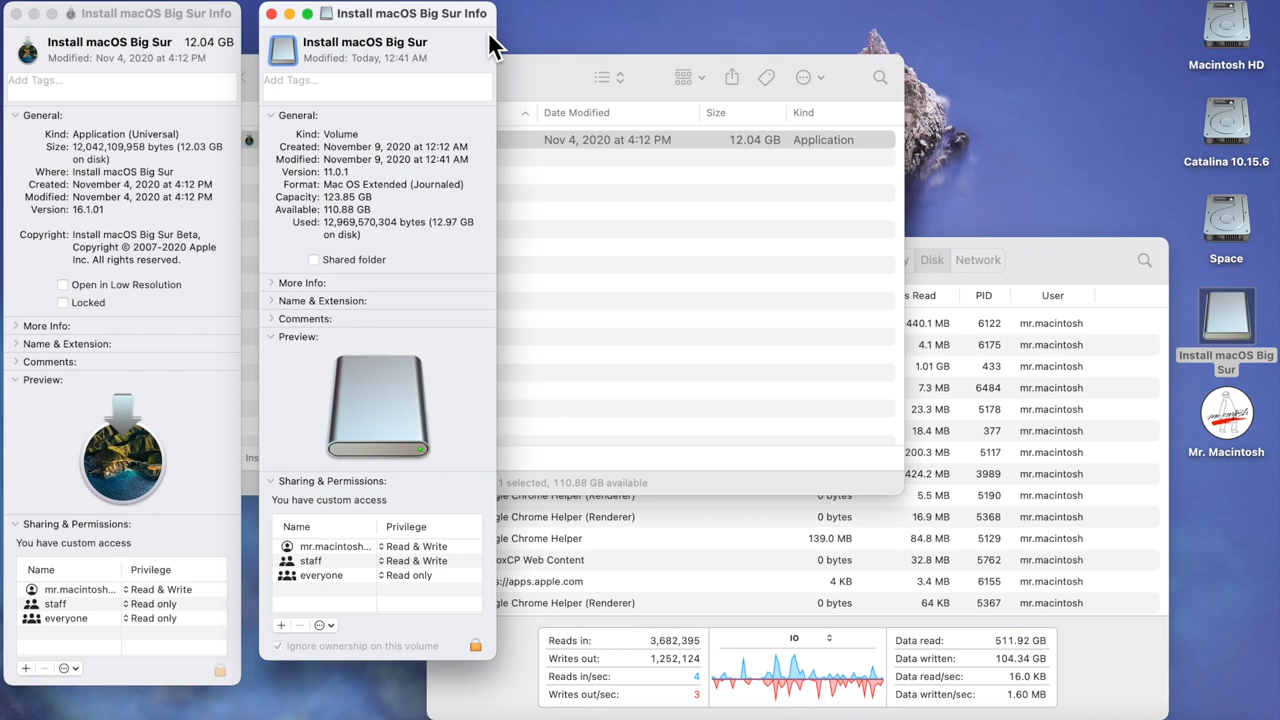 Install macOS Big Sur Info
Install macOS Big Sur 12.04 GB
Modified: Nov 4, 2020 at 4:12 PM
Add Tags...
General:
Kind: Application (Universal)
Size: 12,042,109,958 bytes (12.03 GB
on disk)
Where: Install macOS Big Sur
Created: November 4, 2020 at 4:12 PM
Modified: November 4, 2020 at 4:12 PM
Version: 16.1.01
Copyright: Install macOS Big Sur Beta,
Copyright © 2007-2020 Apple
Inc. All rights reserved.
Open in Low Resolution
Locked
More Info:
Name & Extension:
Comments:
Preview:
Sharing & Permissions:
You have custom access
Name Privilege
mr.macintosh... Read & Write
staff Read only
everyone Read only
Install macOS Big Sur Info
Install macOS Big Sur
Modified: Today, 12:41 AM
Add Tags...
General:
Kind: Volume
Created: November 9, 2020 at 12:12 AM
Modified: November 9, 2020 at 12:41 AM
Version: 11.0.1
Format: Mac OS Extended (Journaled)
Capacity: 123.85 GB
Available: 110.88 GB
Used: 12,969,570,304 bytes (12.97 GB
on disk)
Shared folder
More Info:
Name & Extension:
Comments:
Preview:
Sharing & Permissions:
You have custom access
Name Privilege
mr.macintosh... Read & Write
staff Read & Write
everyone Read only
Ignore ownership on this volume
Date Modified Size Kind
Nov 4, 2020 at 4:12 PM 12.04 GB Application
Ins
1 selected, 110.88 GB available
y Disk Network
s Read PID User
440.1 MB 6122 mr.macintosh
4.1 MB 6175 mr.macintosh
1.01 GB 433 mr.macintosh
7.3 MB 6484 mr.macintosh
23.3 MB 5178 mr.macintosh
18.4 MB 377 mr.macintosh
200.3 MB 5117 mr.macintosh
424.2 MB 3989 mr.macintosh
gle Chrome Helper (Renderer) 0 bytes 5.5 MB 5190 mr.macintosh
gle Chrome Helper (Renderer) 0 bytes 16.9 MB 5368 mr.macintosh
gle Chrome Helper 139.0 MB 84.8 MB 5129 mr.macintosh
oxCP Web Content 0 bytes 32.8 MB 5762 mr.macintosh
s://apps.apple.com 4 KB 3.4 MB 6155 mr.macintosh
gle Chrome Helper (Renderer) 0 bytes 64 KB 5367 mr.macintosh
Reads in: 3,682,395
Writes out: 1,252,124
Reads in/sec: 4
Writes out/sec: 3
IO
Data read: 511.92 GB
Data written: 104.34 GB
Data read/sec: 16.0 KB
Data written/sec: 1.60 MB
Macintosh HD
Catalina 10.15.6
Space
Install macOS Big
Sur
Mr. Macintosh